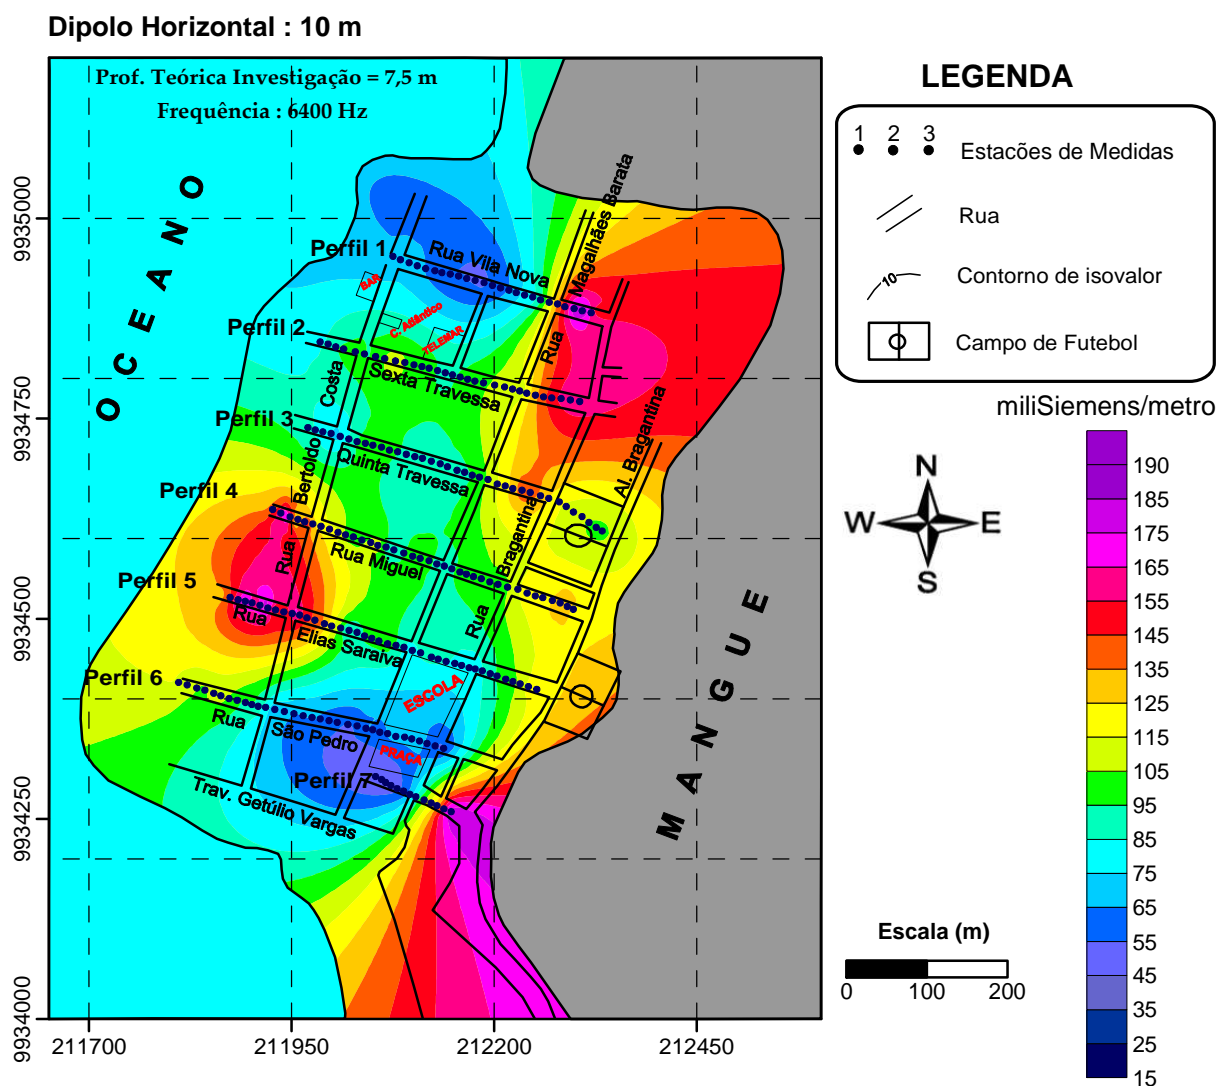 Dipolo Horizontal : 10 m
Prof. Teórica Investigação = 7,5 m
Frequência : 6400 Hz
OCEANO
MANGUE
Perfil 1
Rua Vila Nova
Rua Magalhães Barata
BAR
C. Atlântico
TELEMAR
Perfil 2
Sexta Travessa
Perfil 3
Quinta Travessa
Rua Bertoldo Costa
Al. Bragantina
Perfil 4
Rua Miguel
Rua Bragantina
Perfil 5
Rua Elias Saraiva
ESCOLA
Perfil 6
Rua São Pedro
PRAÇA
Perfil 7
Trav. Getúlio Vargas
9935000
9934750
9934500
9934250
9934000
211700 211950 212200 212450
LEGENDA
1 2 3
Estacões de Medidas
Rua
10
Contorno de isovalor
Campo de Futebol
miliSiemens/metro
190
185
175
165
155
145
135
125
115
105
95
85
75
65
55
45
35
25
15
N
W E
S
Escala (m)
0 100 200